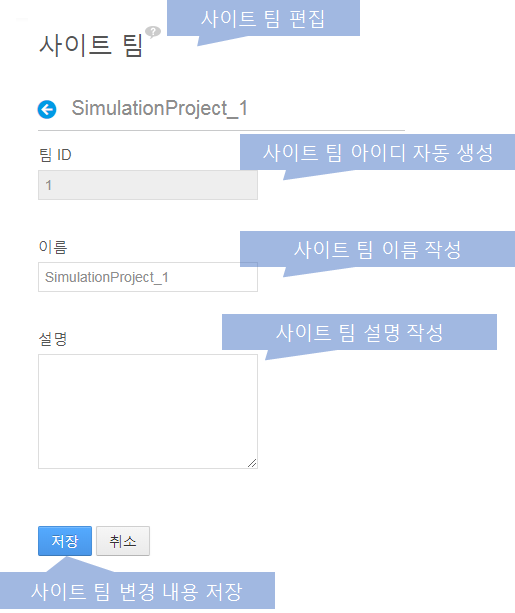 사이트 팀 편집
사이트 팀 ?
SimulationProject_1
팀 ID
사이트 팀 아이디 자동 생성
1
이름
사이트 팀 이름 작성
SimulationProject_1
설명
사이트 팀 설명 작성
저장 취소
사이트 팀 변경 내용 저장